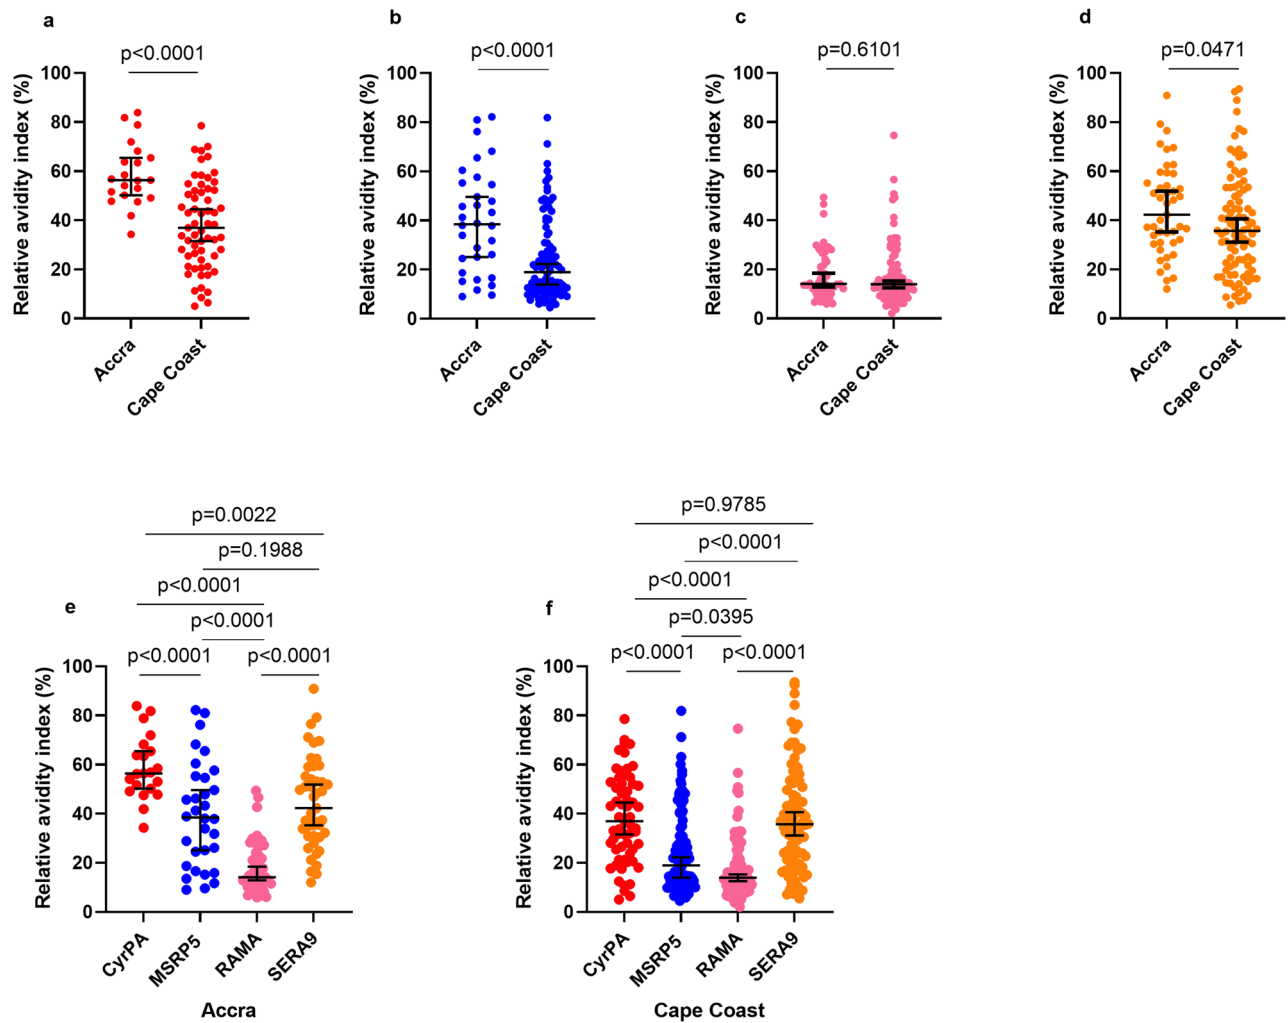 a
p<0.0001
Relative avidity index (%)
100
80
60
40
20
0
Accra
Cape Coast
b
p<0.0001
Relative avidity index (%)
100
80
60
40
20
0
Accra
Cape Coast
c
p=0.6101
Relative avidity index (%)
100
80
60
40
20
0
Accra
Cape Coast
d
p=0.0471
Relative avidity index (%)
100
80
60
40
20
0
Accra
Cape Coast
e
p=0.0022
p=0.1988
p<0.0001
p<0.0001
p<0.0001 p<0.0001
Relative avidity index (%)
100
80
60
40
20
0
CyrPA
MSRP5
RAMA
SERA9
Accra
f
p=0.9785
p<0.0001
p<0.0001
p=0.0395
p<0.0001 p<0.0001
Relative avidity index (%)
100
80
60
40
20
0
CyrPA
MSRP5
RAMA
SERA9
Cape Coast